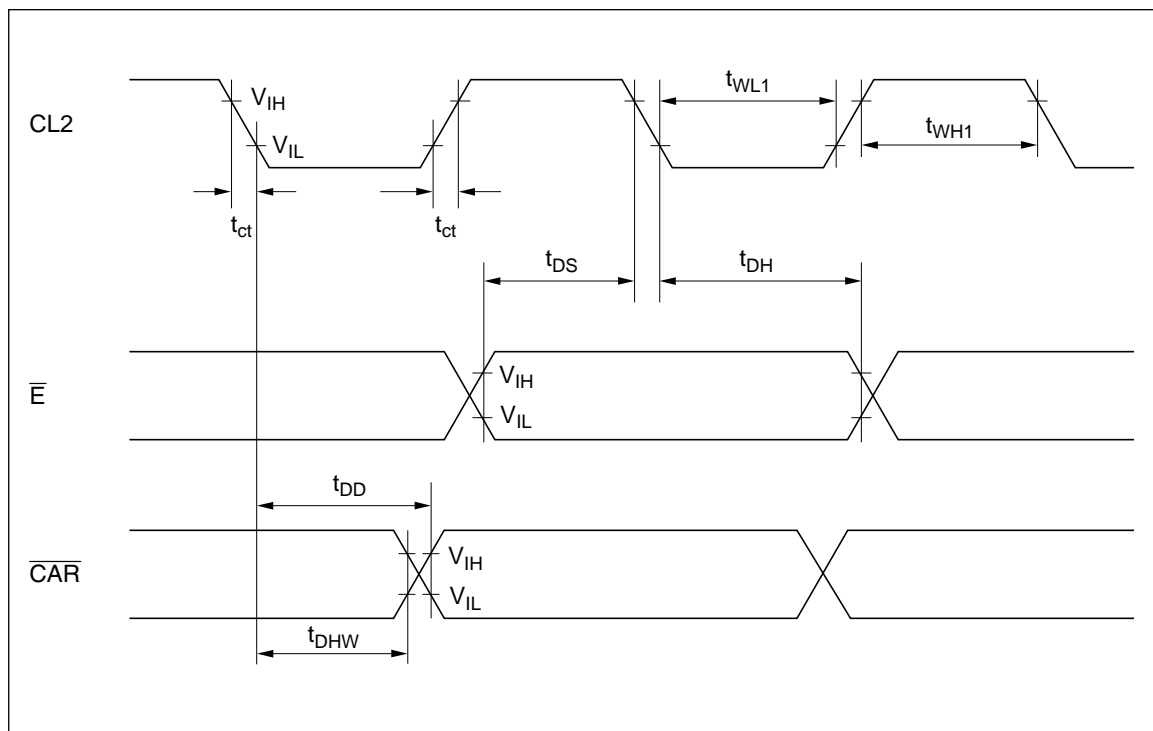 CL2
VIH
VIL
tct
tct
tWL1
tWH1
tDS
tDH
E
VIH
VIL
tDD
CAR
VIH
VIL
tDHW